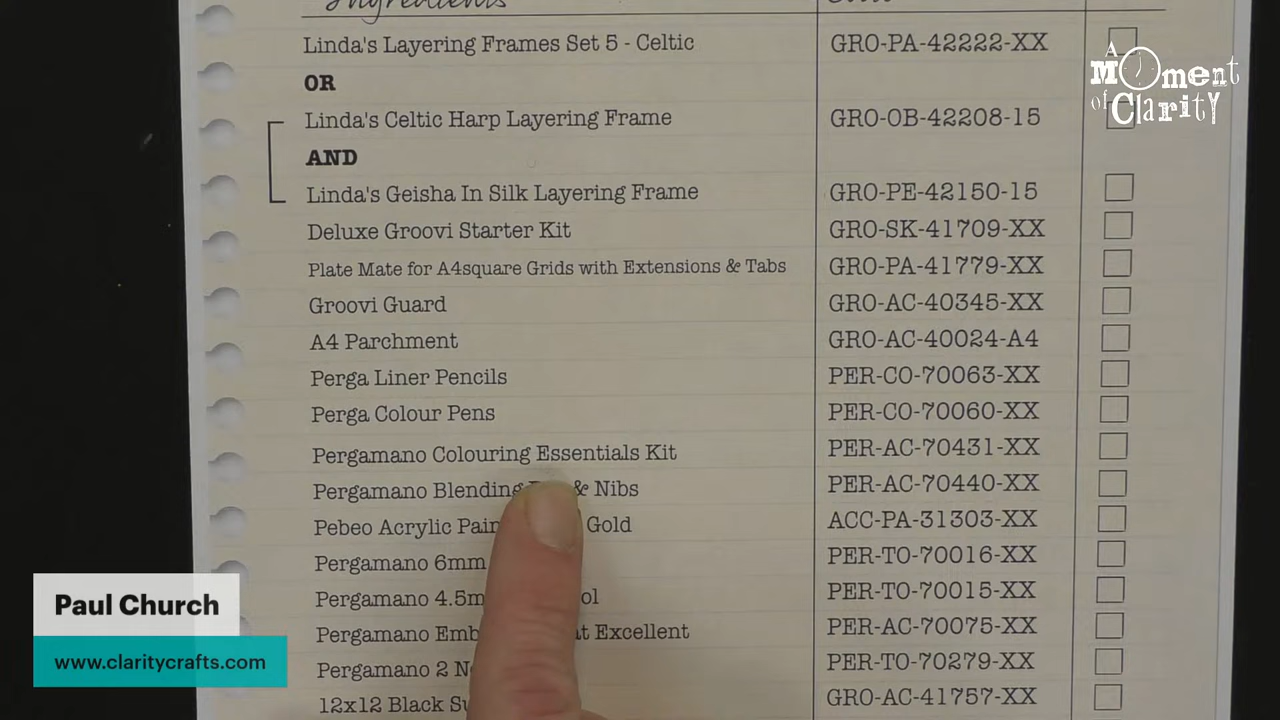 Ingredients
Linda's Layering Frames Set 5 - Celtic GRO-PA-42222-XX
OR
Linda's Celtic Harp Layering Frame GRO-OB-42208-15
AND
Linda's Geisha In Silk Layering Frame GRO-PE-42150-15
Deluxe Groovi Starter Kit GRO-SK-41709-XX
Plate Mate for A4square Grids with Extensions & Tabs GRO-PA-41779-XX
Groovi Guard GRO-AC-40345-XX
A4 Parchment GRO-AC-40024-A4
Perga Liner Pencils PER-CO-70063-XX
Perga Colour Pens PER-CO-70060-XX
Pergamano Colouring Essentials Kit PER-AC-70431-XX
Pergamano Blending & Nibs PER-AC-70440-XX
Pebeo Acrylic Gold ACC-PA-31303-XX
Pergamano 6mm PER-TO-70016-XX
Pergamano PER-TO-70015-XX
Pergamano Excellent PER-AC-70075-XX
Pergamano 2 PER-TO-70279-XX
12x12 Black GRO-AC-41757-XX
A
Moment
of Clarity
Paul Church
www.claritycrafts.com